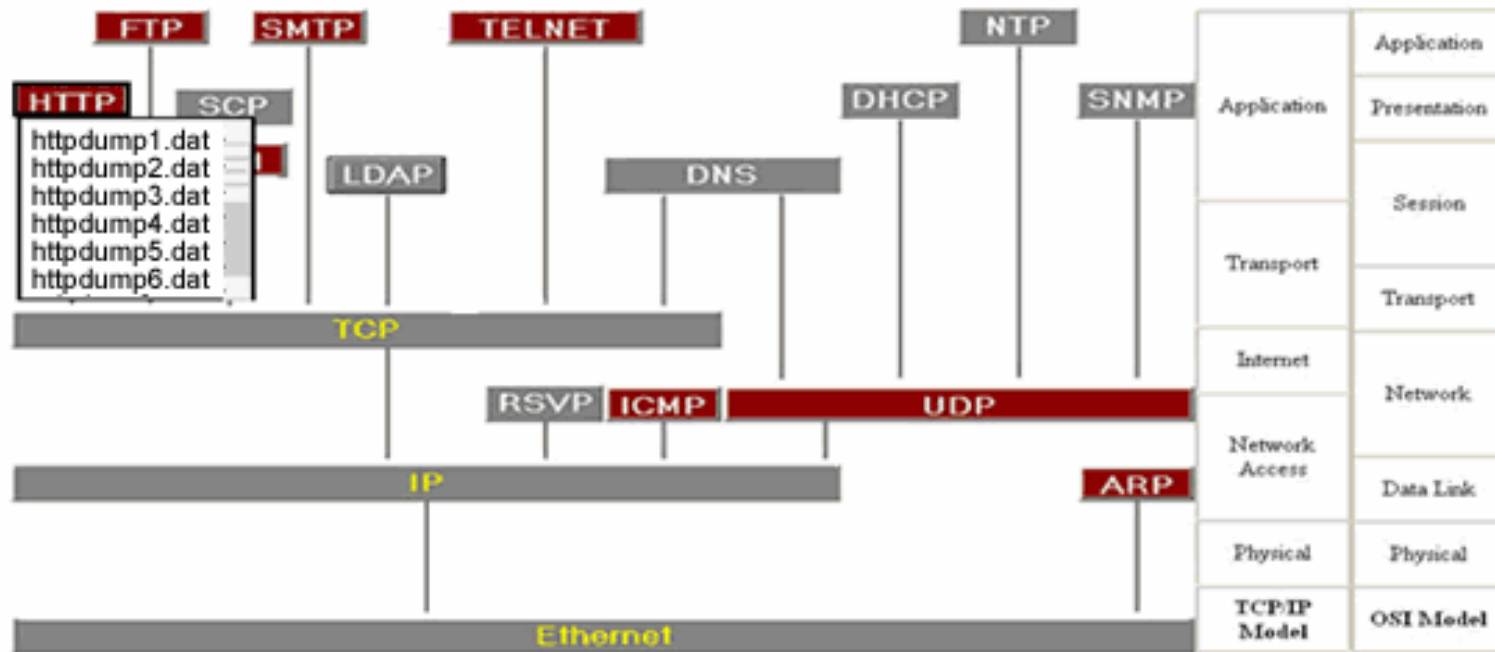 FTP
SMTP
TELNET
NTP
HTTP
SCP
DHCP
SNMP
httpdump1.dat
httpdump2.dat
httpdump3.dat
httpdump4.dat
httpdump5.dat
httpdump6.dat
LDAP
DNS
TCP
RSVP
ICMP
UDP
IP
ARP
Ethernet
Application
Transport
Internet
Network
Access
Physical
TCP/IP
Model
Application
Presentation
Session
Transport
Network
Data Link
Physical
OSI Model